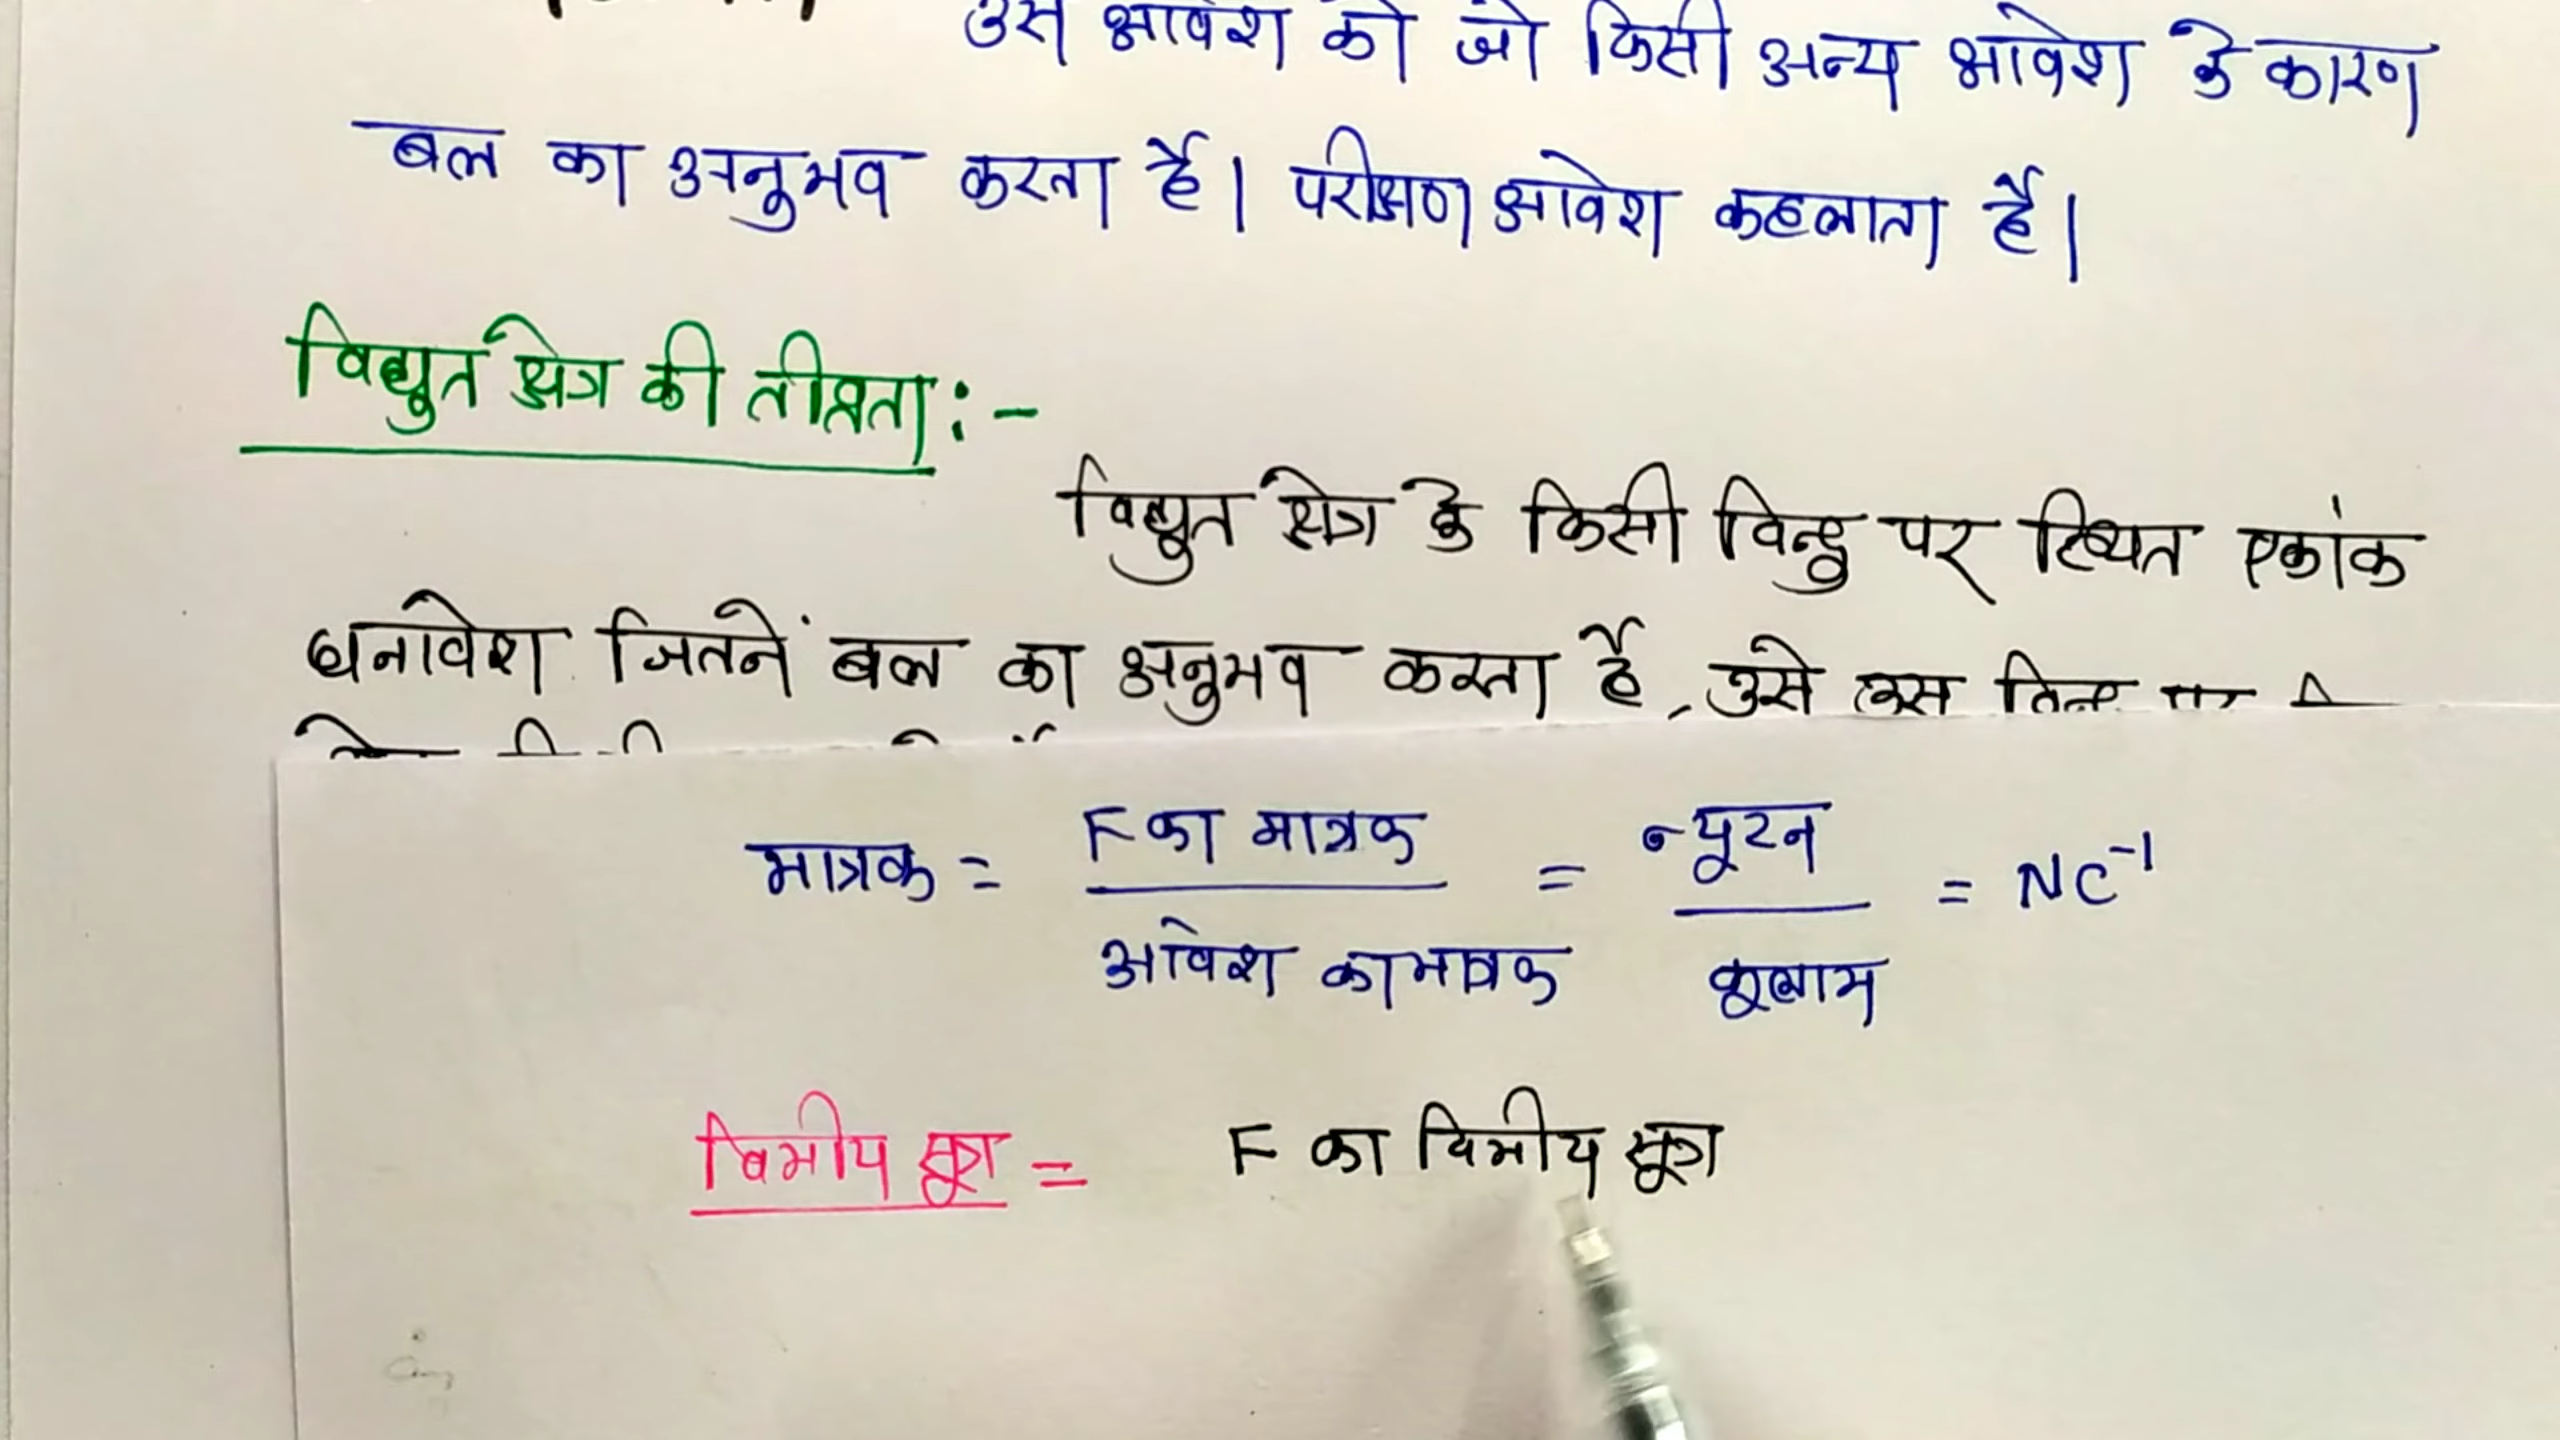 उस आवेश को जो किसी अन्य आवेश के कारण
बल का अनुभव करता है। परीक्षण आवेश कहलाता है।
विद्युत क्षेत्र की तीव्रता :-
विद्युत क्षेत्र के किसी विन्दु पर स्थित एकांक
धनावेश जितनें बल का अनुभव करता है, उसे
मात्रक = F का मात्रक / आवेश का मात्रक = न्यूटन / कूलाम = NC⁻¹
विमीय सूत्र = F का विमीय सूत्र